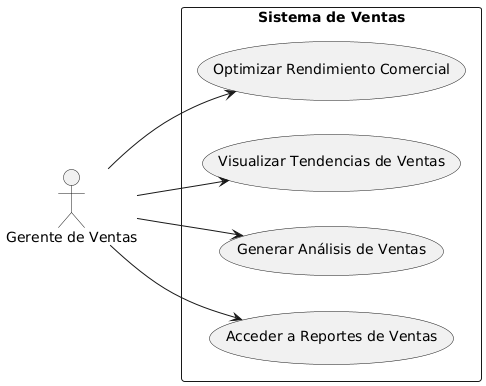 Sistema de Ventas
Optimizar Rendimiento Comercial
Visualizar Tendencias de Ventas
Gerente de Ventas
Generar Análisis de Ventas
Acceder a Reportes de Ventas